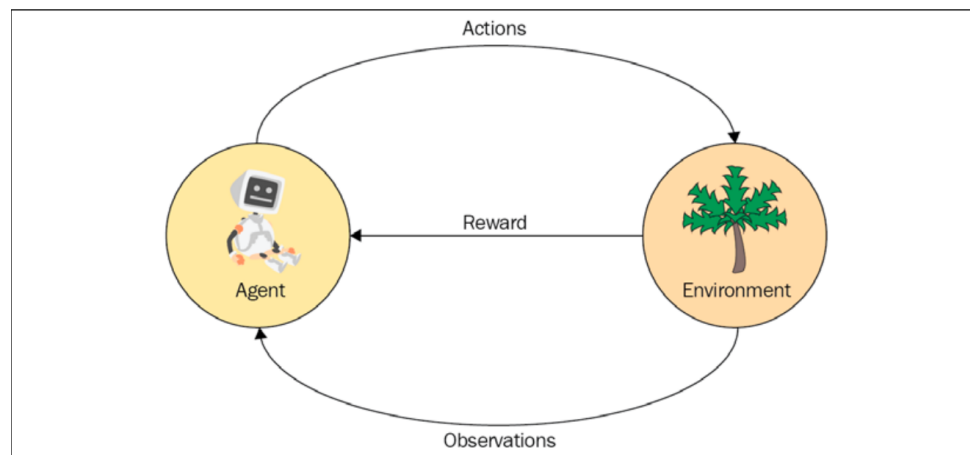 Actions
Reward
Agent
Environment
Observations